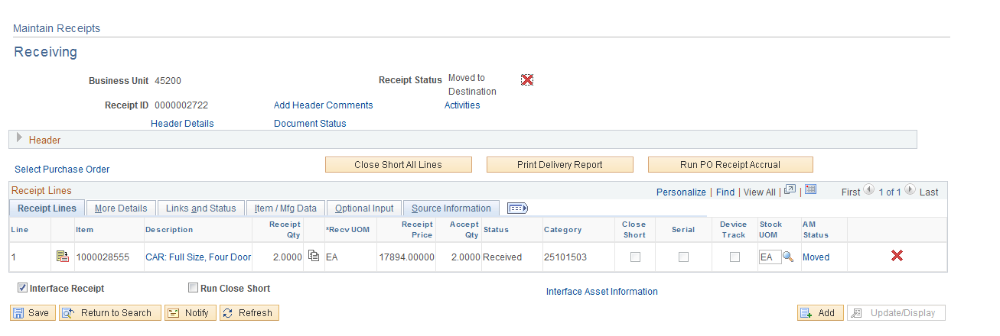 Maintain Receipts
Receiving
Business Unit 45200 Receipt Status Moved to Destination
Receipt ID 0000002722 Add Header Comments Activities
Header Details Document Status
Header
Select Purchase Order Close Short All Lines Print Delivery Report Run PO Receipt Accrual
Receipt Lines Personalize | Find | View All | | First 1 of 1 Last
Receipt Lines More Details Links and Status Item / Mfg Data Optional Input Source Information
Line Item Description Receipt Qty *Recv UOM Receipt Price Accept Qty Status Category Close Short Serial Device Track Stock UOM AM Status
1 1000028555 CAR: Full Size, Four Door 2.0000 EA 17894.00000 2.0000 Received 25101503 EA Moved
Interface Receipt Run Close Short Interface Asset Information
Save Return to Search Notify Refresh Add Update/Display